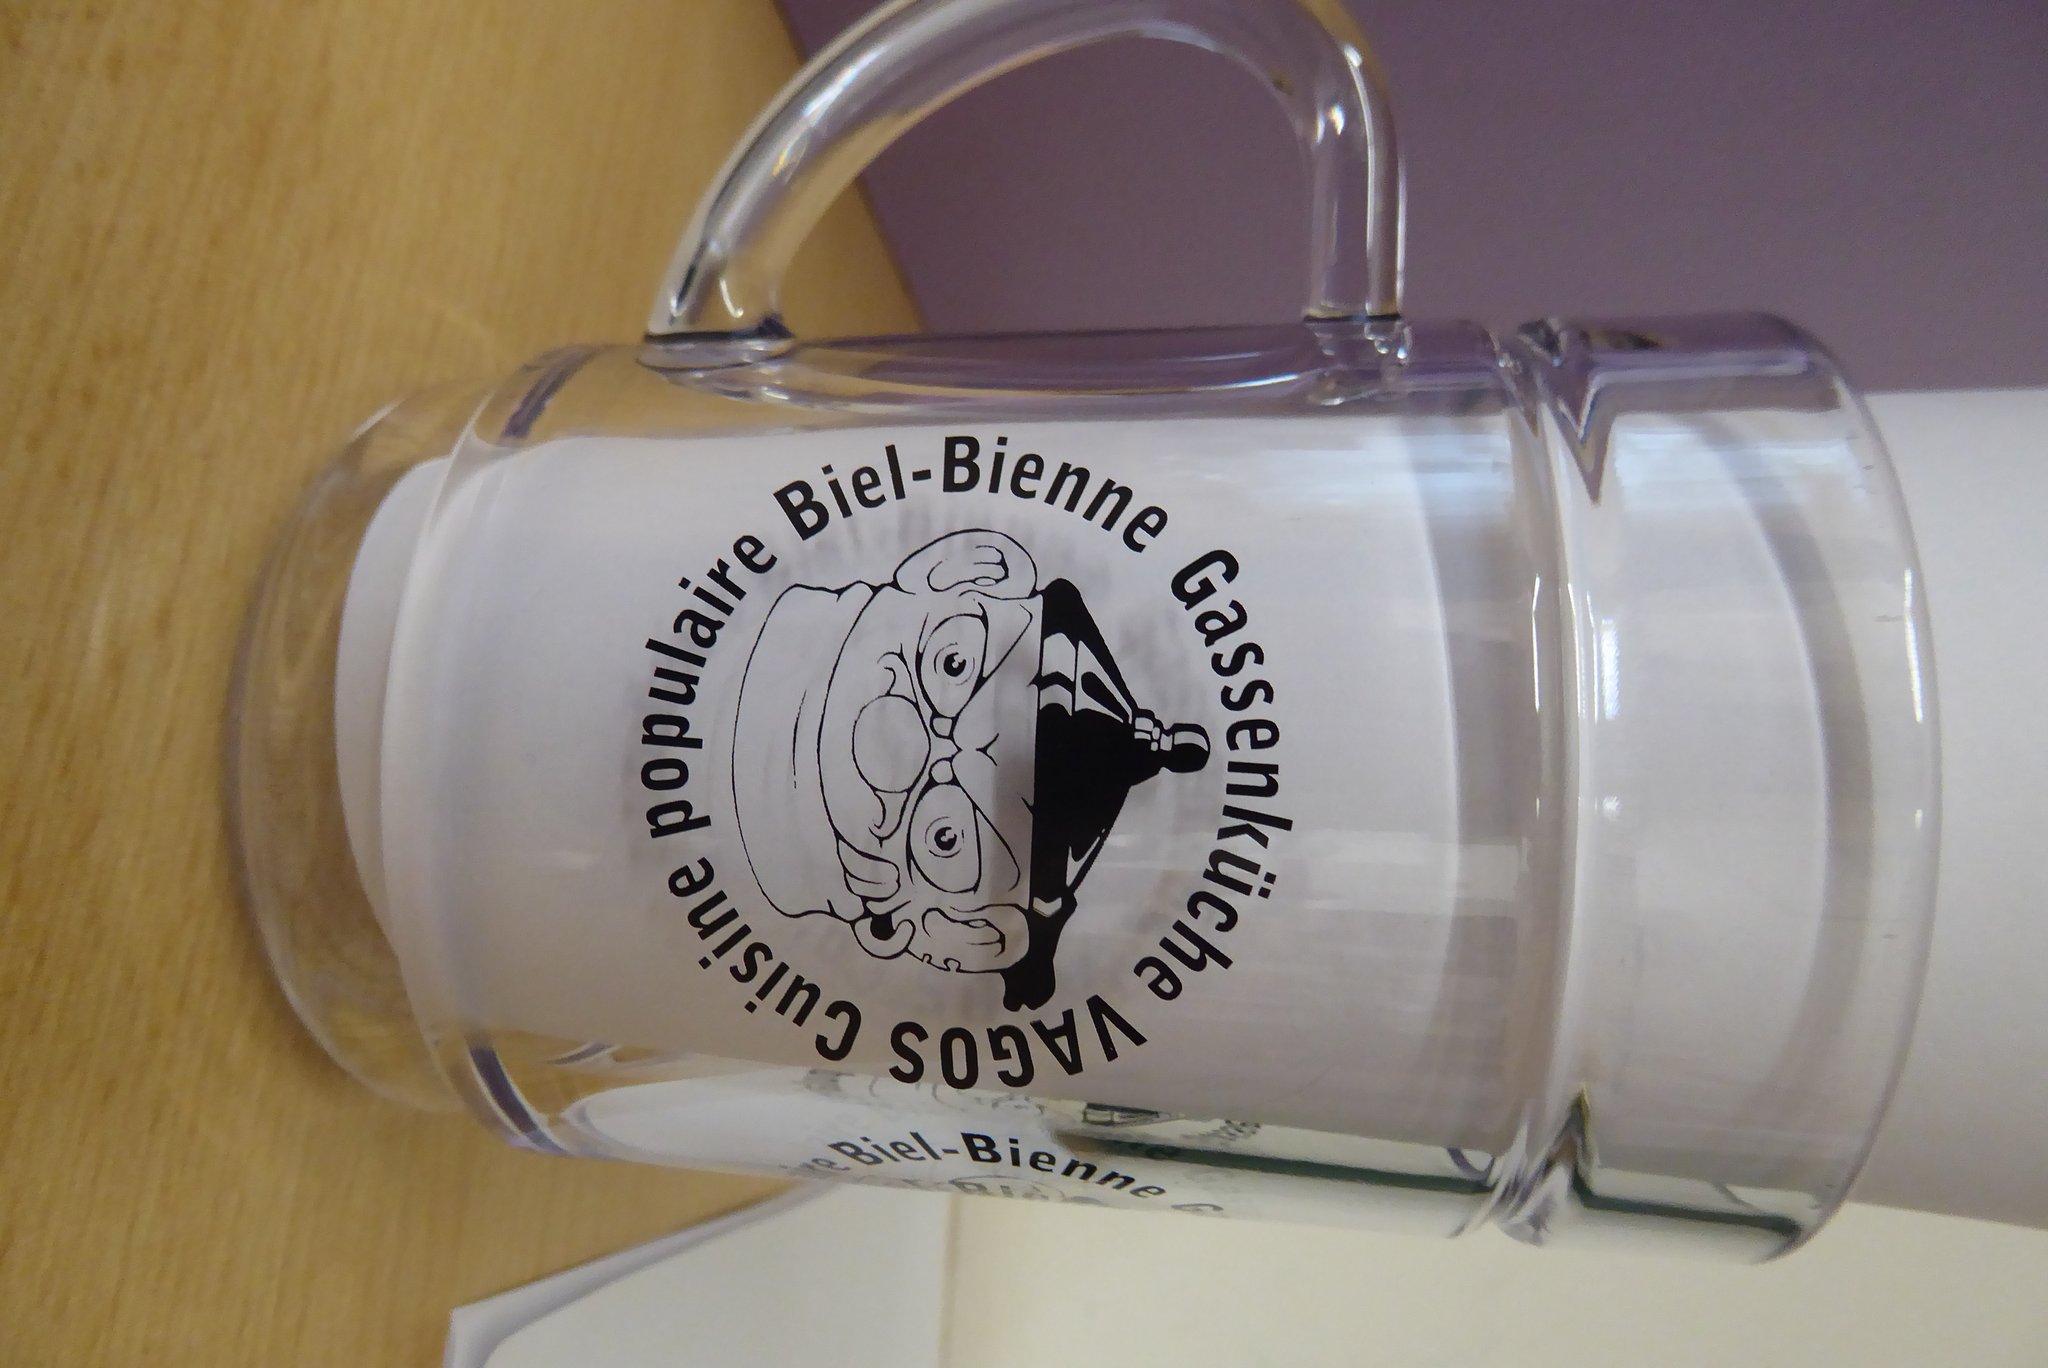 Gassenküche VAGOS Cuisine populaire Biel-Bienne
Biel-Bienne